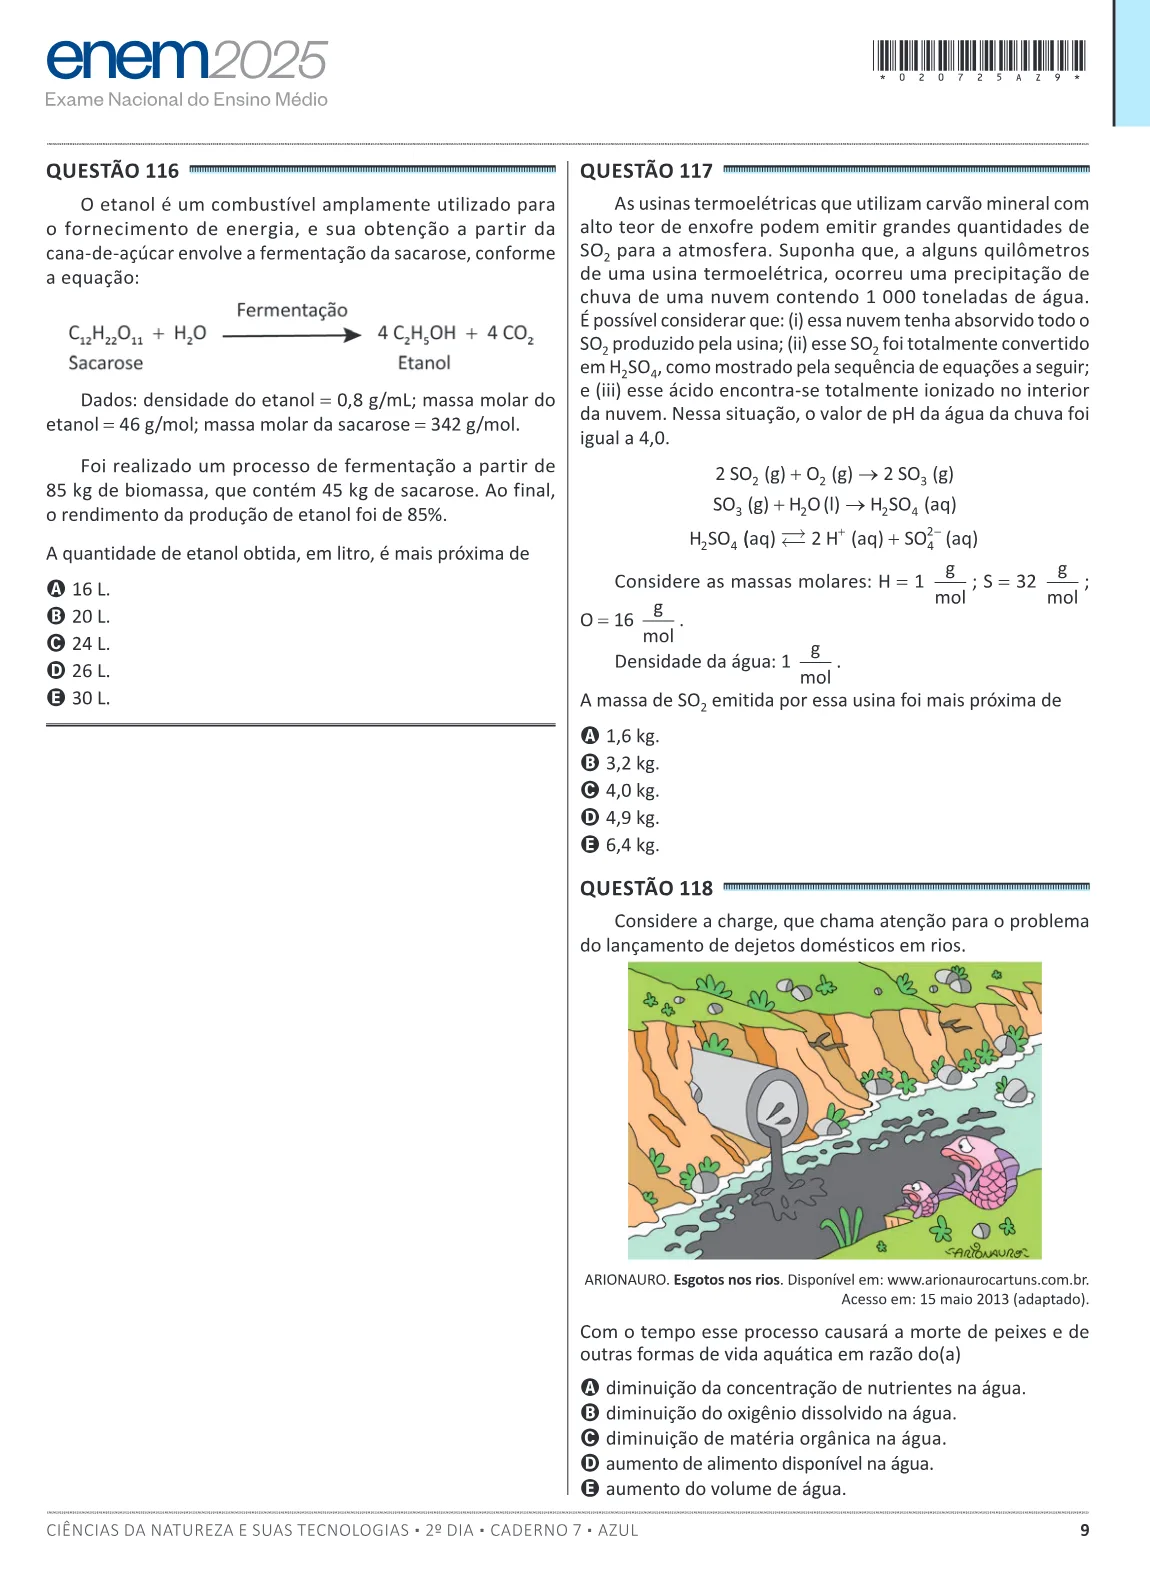 enem2025
Exame Nacional do Ensino Médio
*020725AZ9*
QUESTÃO 116
O etanol é um combustível amplamente utilizado para
o fornecimento de energia, e sua obtenção a partir da
cana-de-açúcar envolve a fermentação da sacarose, conforme
a equação:
Fermentação
C₁₂H₂₂O₁₁ + H₂O ⟶ 4 C₂H₅OH + 4 CO₂
Sacarose Etanol
Dados: densidade do etanol = 0,8 g/mL; massa molar do
etanol = 46 g/mol; massa molar da sacarose = 342 g/mol.
Foi realizado um processo de fermentação a partir de
85 kg de biomassa, que contém 45 kg de sacarose. Ao final,
o rendimento da produção de etanol foi de 85%.
A quantidade de etanol obtida, em litro, é mais próxima de
A 16 L.
B 20 L.
C 24 L.
D 26 L.
E 30 L.
QUESTÃO 117
As usinas termoelétricas que utilizam carvão mineral com
alto teor de enxofre podem emitir grandes quantidades de
SO₂ para a atmosfera. Suponha que, a alguns quilômetros
de uma usina termoelétrica, ocorreu uma precipitação de
chuva de uma nuvem contendo 1 000 toneladas de água.
É possível considerar que: (i) essa nuvem tenha absorvido todo o
SO₂ produzido pela usina; (ii) esse SO₂ foi totalmente convertido
em H₂SO₄, como mostrado pela sequência de equações a seguir;
e (iii) esse ácido encontra-se totalmente ionizado no interior
da nuvem. Nessa situação, o valor de pH da água da chuva foi
igual a 4,0.
2 SO₂ (g) + O₂ (g) → 2 SO₃ (g)
SO₃ (g) + H₂O (l) → H₂SO₄ (aq)
H₂SO₄ (aq) ⇄ 2 H⁺ (aq) + SO₄²⁻ (aq)
Considere as massas molares: H = 1 g/mol ; S = 32 g/mol ;
O = 16 g/mol .
Densidade da água: 1 g/mol .
A massa de SO₂ emitida por essa usina foi mais próxima de
A 1,6 kg.
B 3,2 kg.
C 4,0 kg.
D 4,9 kg.
E 6,4 kg.
QUESTÃO 118
Considere a charge, que chama atenção para o problema
do lançamento de dejetos domésticos em rios.
ARIONAURO
ARIONAURO. Esgotos nos rios. Disponível em: www.arionaurocartuns.com.br.
Acesso em: 15 maio 2013 (adaptado).
Com o tempo esse processo causará a morte de peixes e de
outras formas de vida aquática em razão do(a)
A diminuição da concentração de nutrientes na água.
B diminuição do oxigênio dissolvido na água.
C diminuição de matéria orgânica na água.
D aumento de alimento disponível na água.
E aumento do volume de água.
CIÊNCIAS DA NATUREZA E SUAS TECNOLOGIAS • 2º DIA • CADERNO 7 • AZUL 9